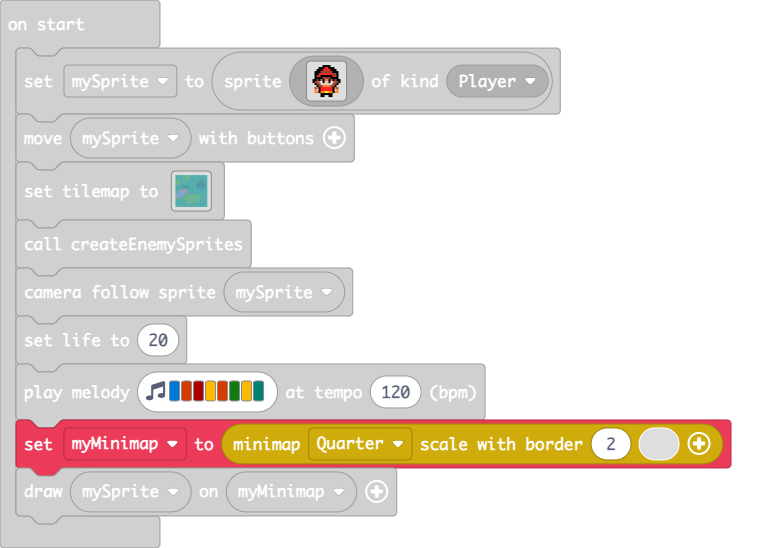 on start
set mySprite to sprite of kind Player
move mySprite with buttons
set tilemap to
call createEnemySprites
camera follow sprite mySprite
set life to 20
play melody at tempo 120 (bpm)
set myMinimap to minimap Quarter scale with border 2
draw mySprite on myMinimap